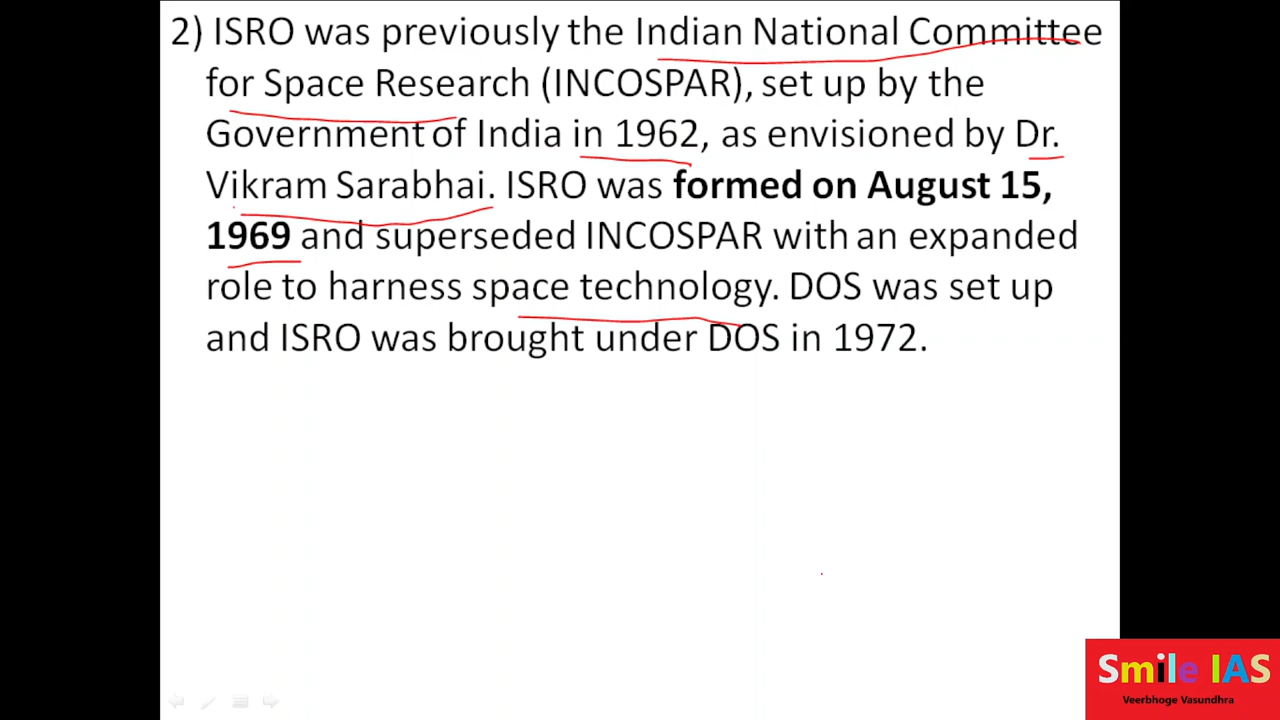 2) ISRO was previously the Indian National Committee
for Space Research (INCOSPAR), set up by the
Government of India in 1962, as envisioned by Dr.
Vikram Sarabhai. ISRO was formed on August 15,
1969 and superseded INCOSPAR with an expanded
role to harness space technology. DOS was set up
and ISRO was brought under DOS in 1972.
Smile IAS
Veerbhoge Vasundhra